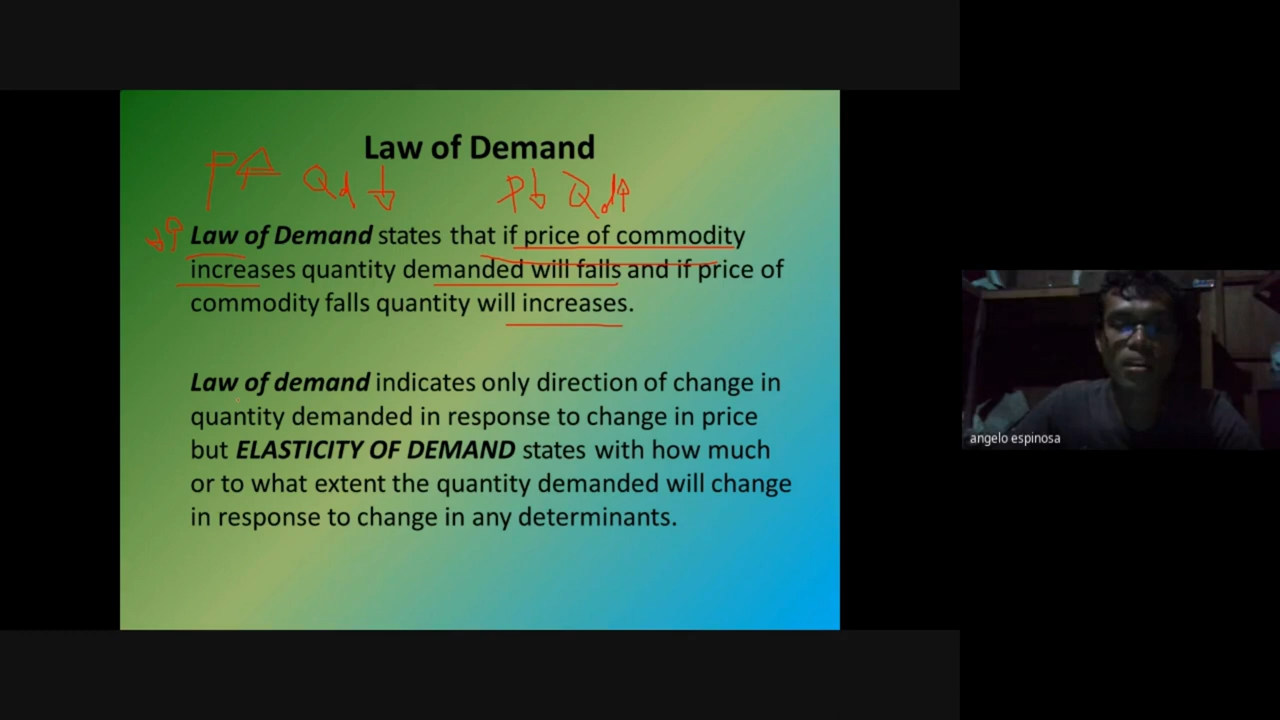 Law of Demand
P↑ Qd ↓ P↓ Qd↑
↓↑
Law of Demand states that if price of commodity
increases quantity demanded will falls and if price of
commodity falls quantity will increases.
Law of demand indicates only direction of change in
quantity demanded in response to change in price
but ELASTICITY OF DEMAND states with how much
or to what extent the quantity demanded will change
in response to change in any determinants.
angelo espinosa